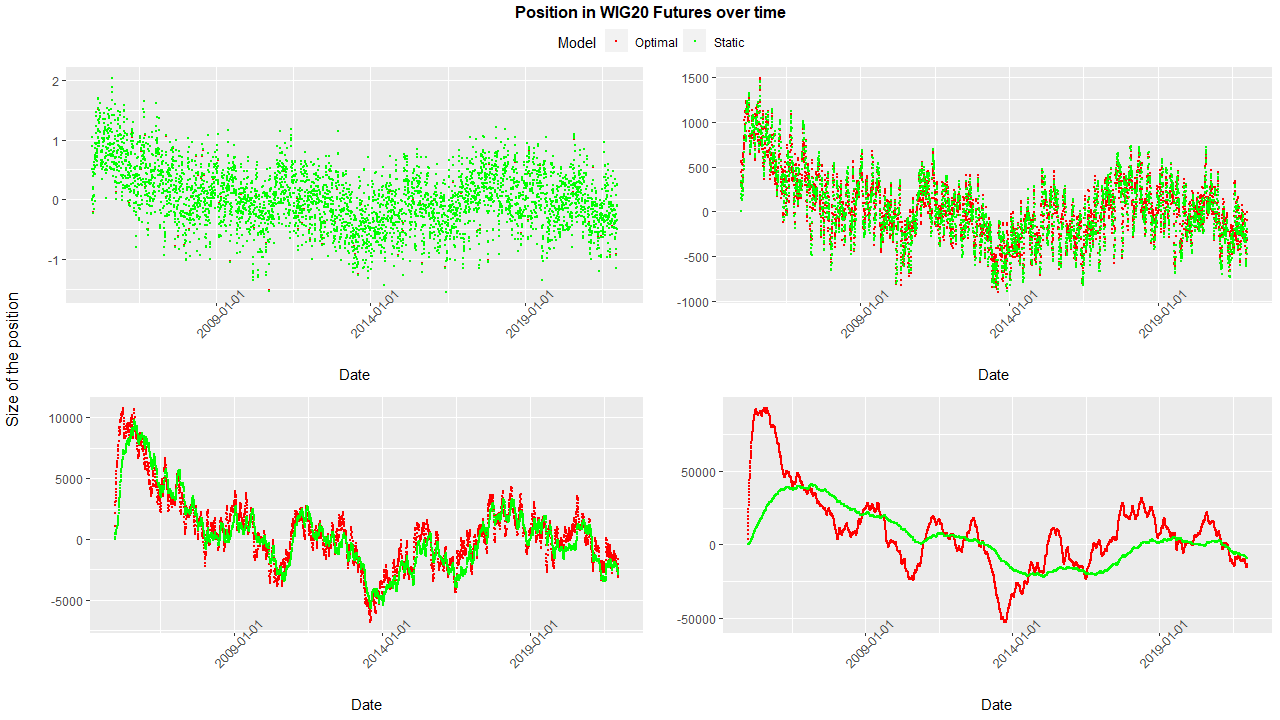 Position in WIG20 Futures over time
Model Optimal Static
Size of the position
2
1
0
-1
2009-01-01 2014-01-01 2019-01-01
Date
1500
1000
500
0
-500
-1000
2009-01-01 2014-01-01 2019-01-01
Date
10000
5000
0
-5000
2009-01-01 2014-01-01 2019-01-01
Date
50000
0
-50000
2009-01-01 2014-01-01 2019-01-01
Date